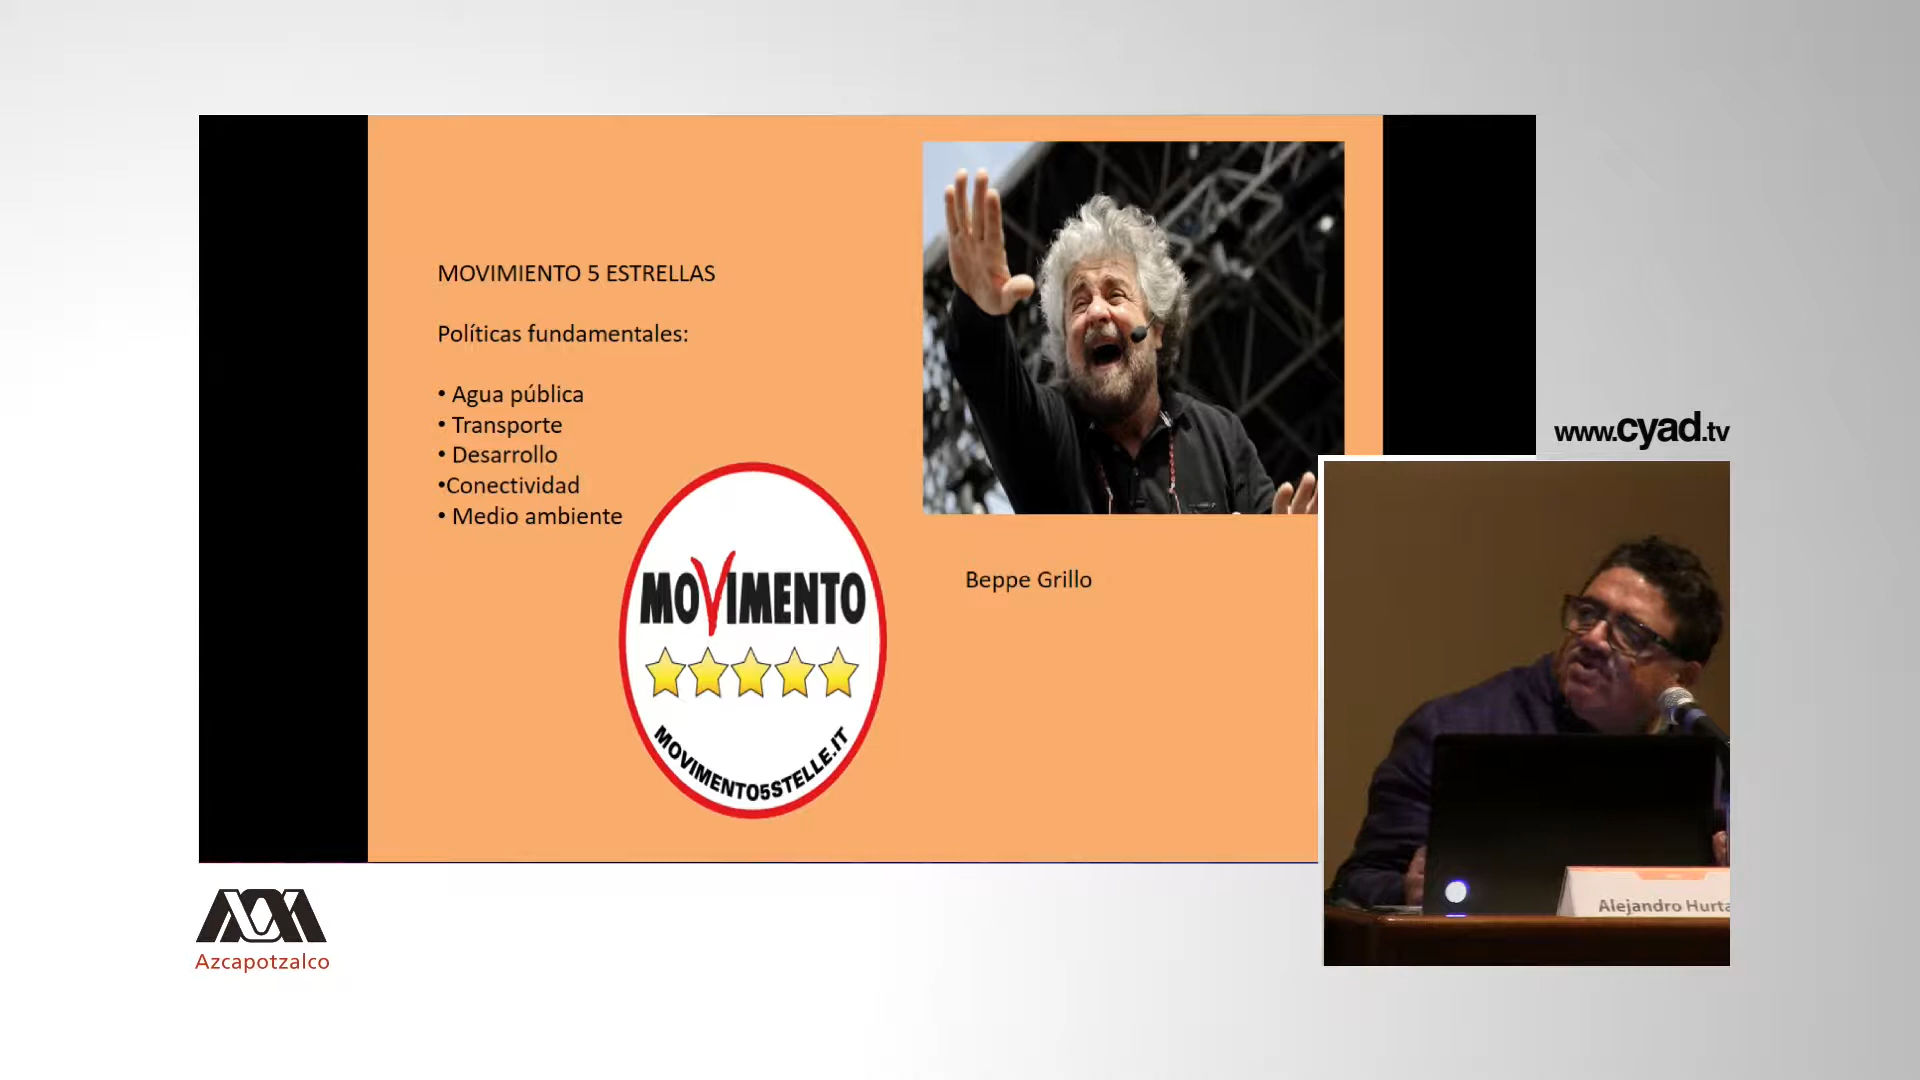 MOVIMIENTO 5 ESTRELLAS
Políticas fundamentales:
• Agua pública
• Transporte
• Desarrollo
•Conectividad
• Medio ambiente
MOVIMENTO
MOVIMENTO5STELLE.IT
Beppe Grillo
www.cyad.tv
Alejandro Hurta
Azcapotzalco